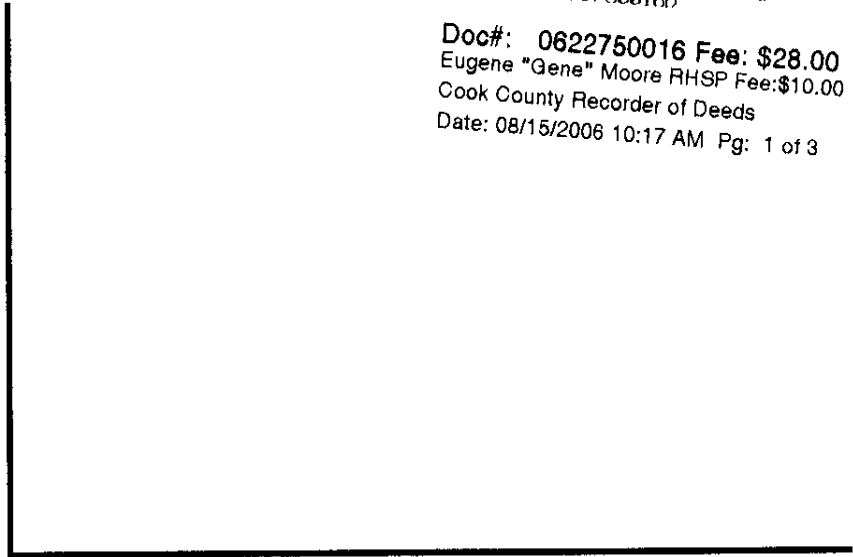 Doc#: 0622750016 Fee: $28.00
Eugene "Gene" Moore RHSP Fee:$10.00
Cook County Recorder of Deeds
Date: 08/15/2006 10:17 AM Pg: 1 of 3